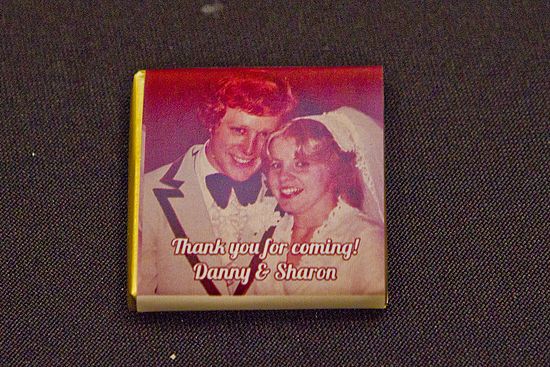 Thank you for coming!
Danny & Sharon